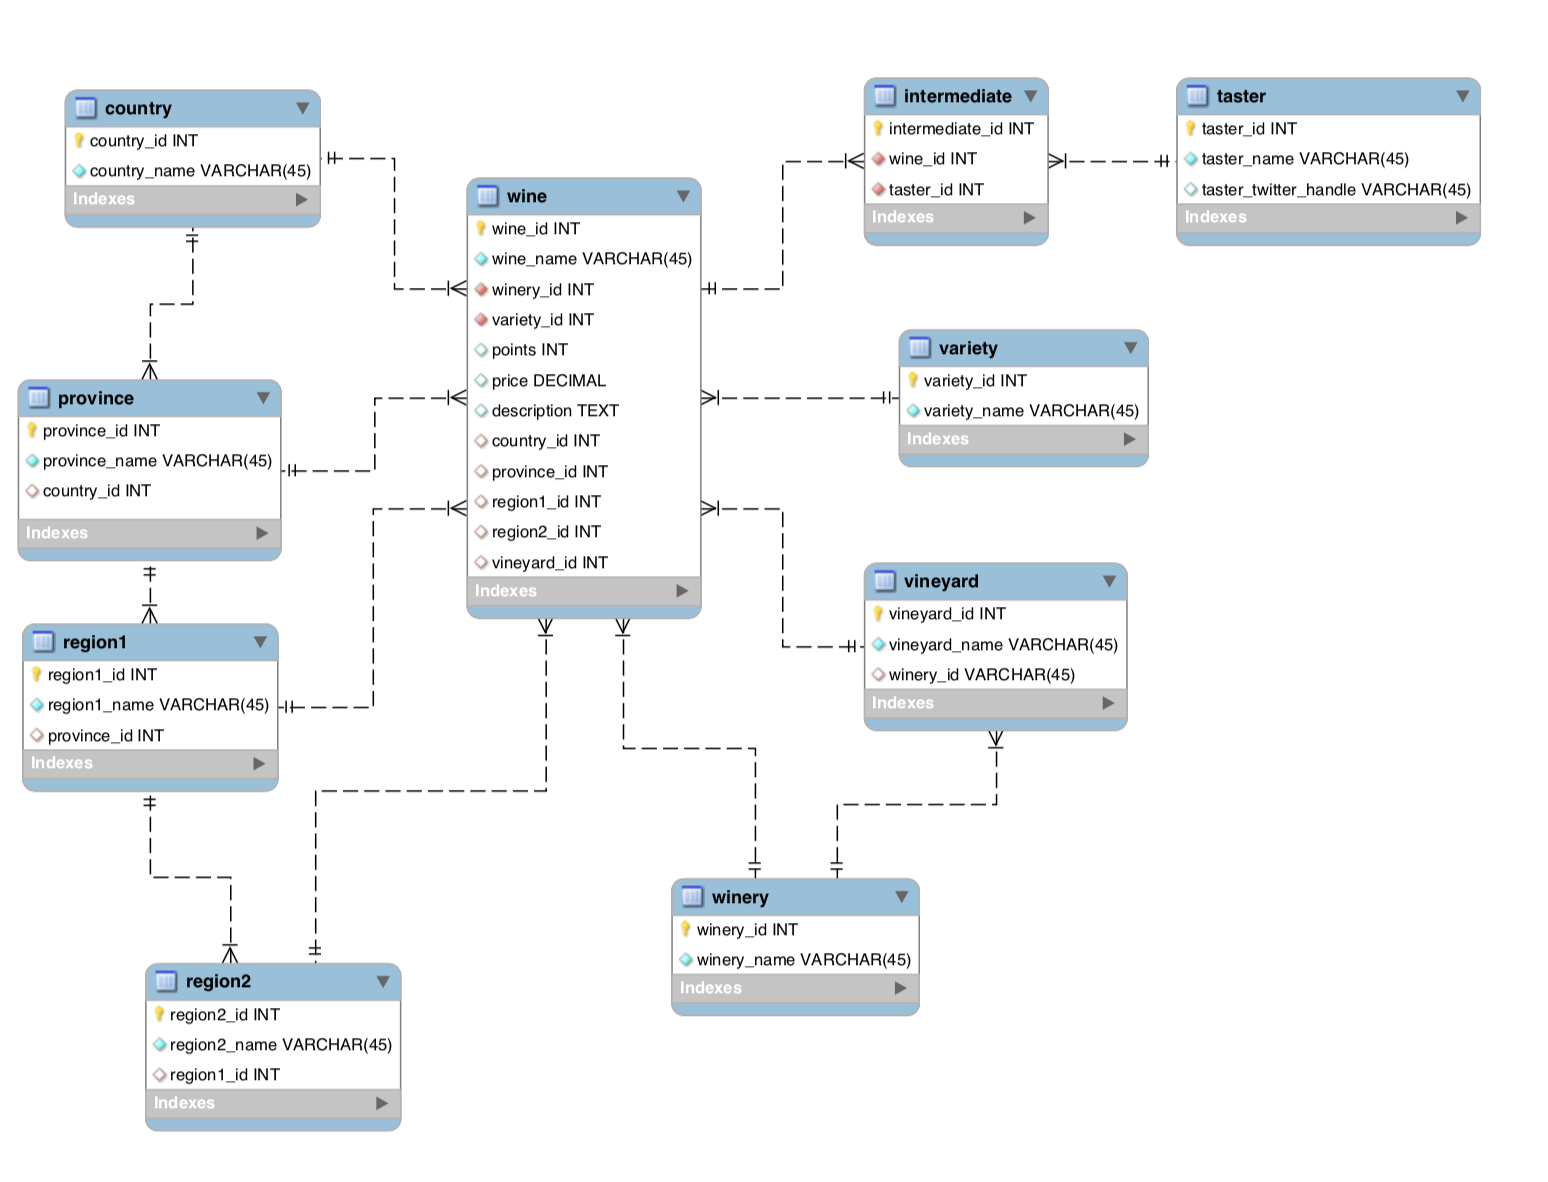 country
country_id INT
country_name VARCHAR(45)
Indexes
province
province_id INT
province_name VARCHAR(45)
country_id INT
Indexes
region1
region1_id INT
region1_name VARCHAR(45)
province_id INT
Indexes
region2
region2_id INT
region2_name VARCHAR(45)
region1_id INT
Indexes
wine
wine_id INT
wine_name VARCHAR(45)
winery_id INT
variety_id INT
points INT
price DECIMAL
description TEXT
country_id INT
province_id INT
region1_id INT
region2_id INT
vineyard_id INT
Indexes
intermediate
intermediate_id INT
wine_id INT
taster_id INT
Indexes
taster
taster_id INT
taster_name VARCHAR(45)
taster_twitter_handle VARCHAR(45)
Indexes
variety
variety_id INT
variety_name VARCHAR(45)
Indexes
vineyard
vineyard_id INT
vineyard_name VARCHAR(45)
winery_id VARCHAR(45)
Indexes
winery
winery_id INT
winery_name VARCHAR(45)
Indexes